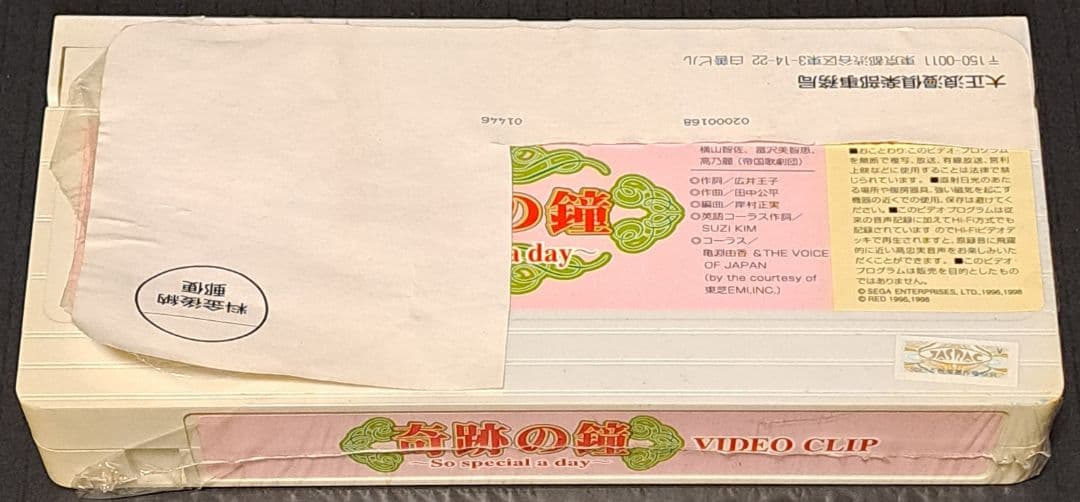 〒150-0011 東京都渋谷区東3-14-22 白鳳ビル
大正浪漫倶楽部事務局
02000168
01446
料金後納
郵便
の鐘
a day~
横山智佐、富沢美智恵、
高乃麗（帝国歌劇団）
◎作詞／広井王子
◎作曲／田中公平
◎編曲／岸村正実
◎英語コーラス作詞／
SUZI KIM
◎コーラス／
亀淵由香 &THE VOICE
OF JAPAN
(by the courtesy of
東芝EMI,INC.)
■おことわり:このビデオ・プログラム
を無断で複写、放送、有線放送、営利
上映などに使用することは法律で禁
じられています。■直射日光のあた
る場所や暖房器具、強い磁気を起こす
機器の近くでの使用、保存は避けてく
ださい。■このビデオ・プログラムは従
来の音声記録に加えてHi-Fi方式でも
記録されています のでHi-Fiビデオデ
ッキで再生されますと、原録音に飛躍
的に近い高忠実音声をお楽しみいた
だくことができます。■このビデオ・
プログラムは販売を目的としたもの
ではありません。
© SEGA ENTERPRISES, LTD.,1996,1998
© RED 1996,1998
JASRAC
V
奇跡の鐘
~So special a day~
VIDEO CLIP